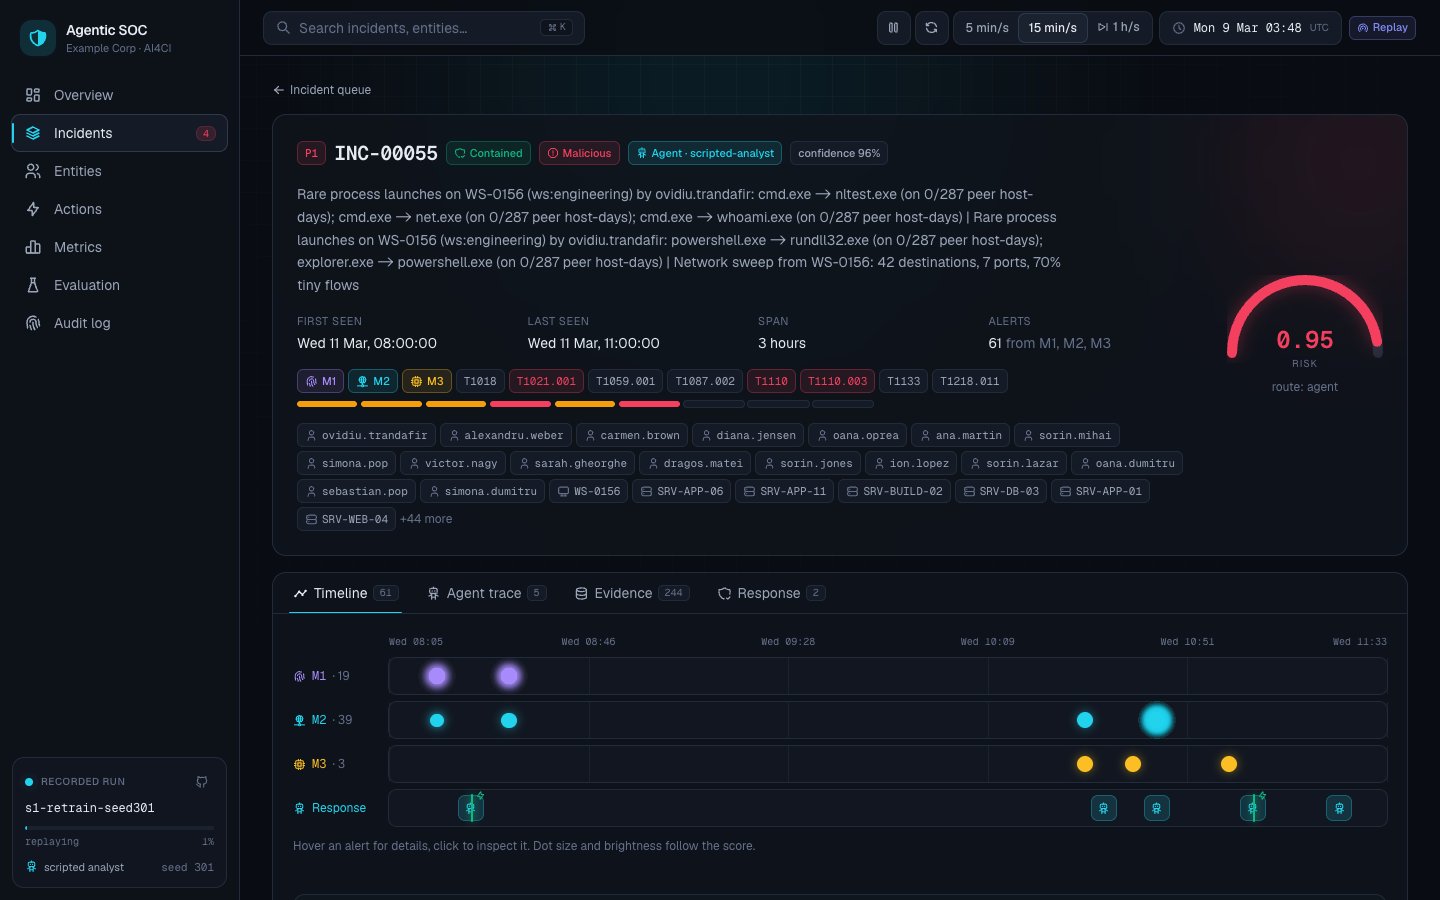 Agentic SOC
Example Corp · AI4CI
Overview
Incidents 4
Entities
Actions
Metrics
Evaluation
Audit log
RECORDED RUN
s1-retrain-seed301
replaying 1%
scripted analyst seed 301
Search incidents, entities... ⌘ K
5 min/s 15 min/s 1 h/s
Mon 9 Mar 03:48 UTC
Replay
← Incident queue
P1 INC-00055 Contained Malicious Agent · scripted-analyst confidence 96%
Rare process launches on WS-0156 (ws:engineering) by ovidiu.trandafir: cmd.exe → nltest.exe (on 0/287 peer host-
days); cmd.exe → net.exe (on 0/287 peer host-days); cmd.exe → whoami.exe (on 0/287 peer host-days) | Rare process
launches on WS-0156 (ws:engineering) by ovidiu.trandafir: powershell.exe → rundll32.exe (on 0/287 peer host-days);
explorer.exe → powershell.exe (on 0/287 peer host-days) | Network sweep from WS-0156: 42 destinations, 7 ports, 70%
tiny flows
FIRST SEEN LAST SEEN SPAN ALERTS
Wed 11 Mar, 08:00:00 Wed 11 Mar, 11:00:00 3 hours 61 from M1, M2, M3
M1 M2 M3 T1018 T1021.001 T1059.001 T1087.002 T1110 T1110.003 T1133 T1218.011
0.95
RISK
route: agent
ovidiu.trandafir alexandru.weber carmen.brown diana.jensen oana.oprea ana.martin sorin.mihai
simona.pop victor.nagy sarah.gheorghe dragos.matei sorin.jones ion.lopez sorin.lazar oana.dumitru
sebastian.pop simona.dumitru WS-0156 SRV-APP-06 SRV-APP-11 SRV-BUILD-02 SRV-DB-03 SRV-APP-01
SRV-WEB-04 +44 more
Timeline 61 Agent trace 5 Evidence 244 Response 2
Wed 08:05 Wed 08:46 Wed 09:28 Wed 10:09 Wed 10:51 Wed 11:33
M1 · 19
M2 · 39
M3 · 3
Response
Hover an alert for details, click to inspect it. Dot size and brightness follow the score.